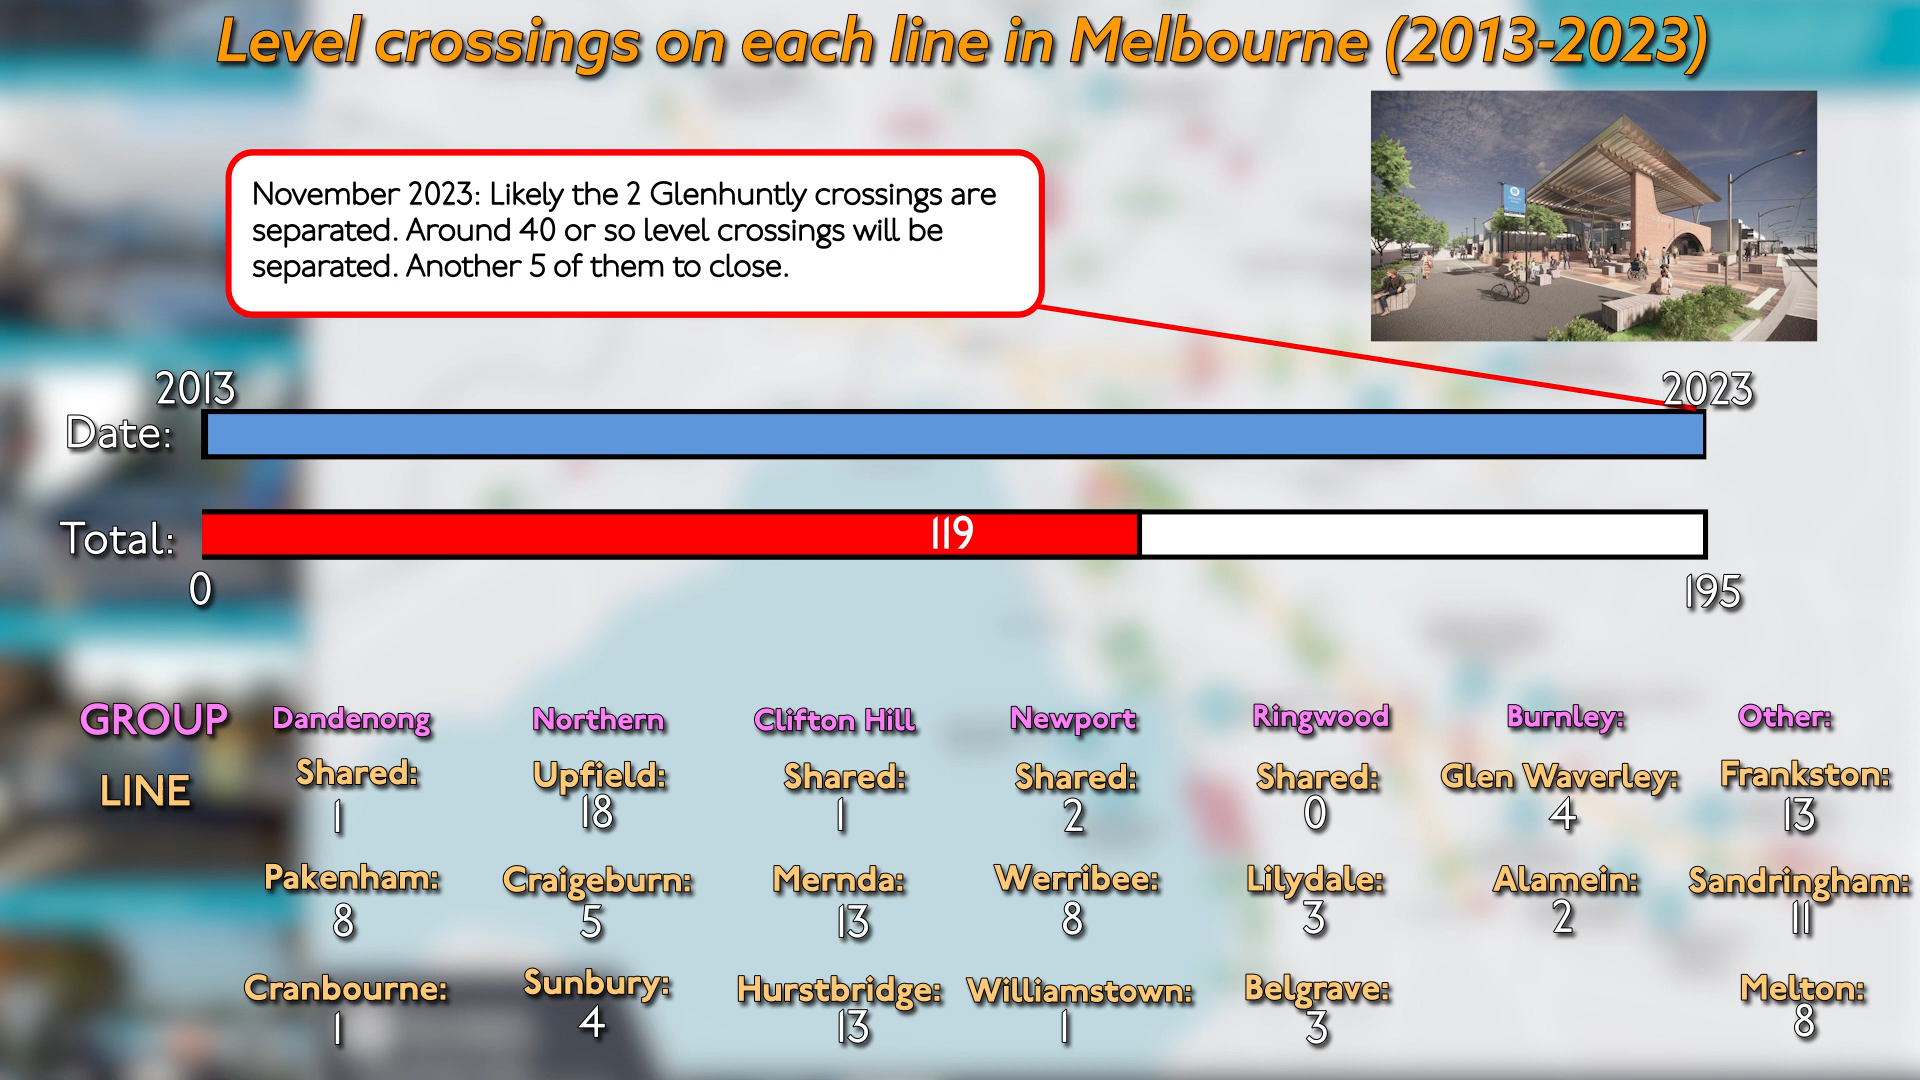 Level crossings on each line in Melbourne (2013-2023)
November 2023: Likely the 2 Glenhuntly crossings are
separated. Around 40 or so level crossings will be
separated. Another 5 of them to close.
2013
2023
Date:
Total:
119
0
195
GROUP
Dandenong
Northern
Clifton Hill
Newport
Ringwood
Burnley:
Other:
LINE
Shared:
1
Upfield:
18
Shared:
1
Shared:
2
Shared:
0
Glen Waverley:
4
Frankston:
13
Pakenham:
8
Craigeburn:
5
Mernda:
13
Werribee:
8
Lilydale:
3
Alamein:
2
Sandringham:
11
Cranbourne:
1
Sunbury:
4
Hurstbridge:
13
Williamstown:
1
Belgrave:
3
Melton:
8